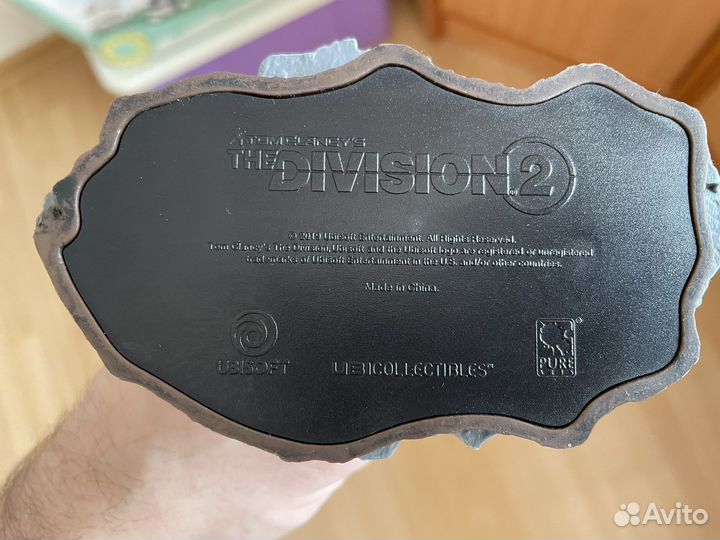 TOM CLANCY'S
THE DIVISION 2
© 2019 Ubisoft Entertainment. All Rights Reserved.
Tom Clancy's The Division, Ubisoft and the Ubisoft logo are registered or unregistered
trademarks of Ubisoft Entertainment in the U.S. and/or other countries.
Made in China.
UBISOFT
UBICOLLECTIBLES™
PURE
ARTS
Avito